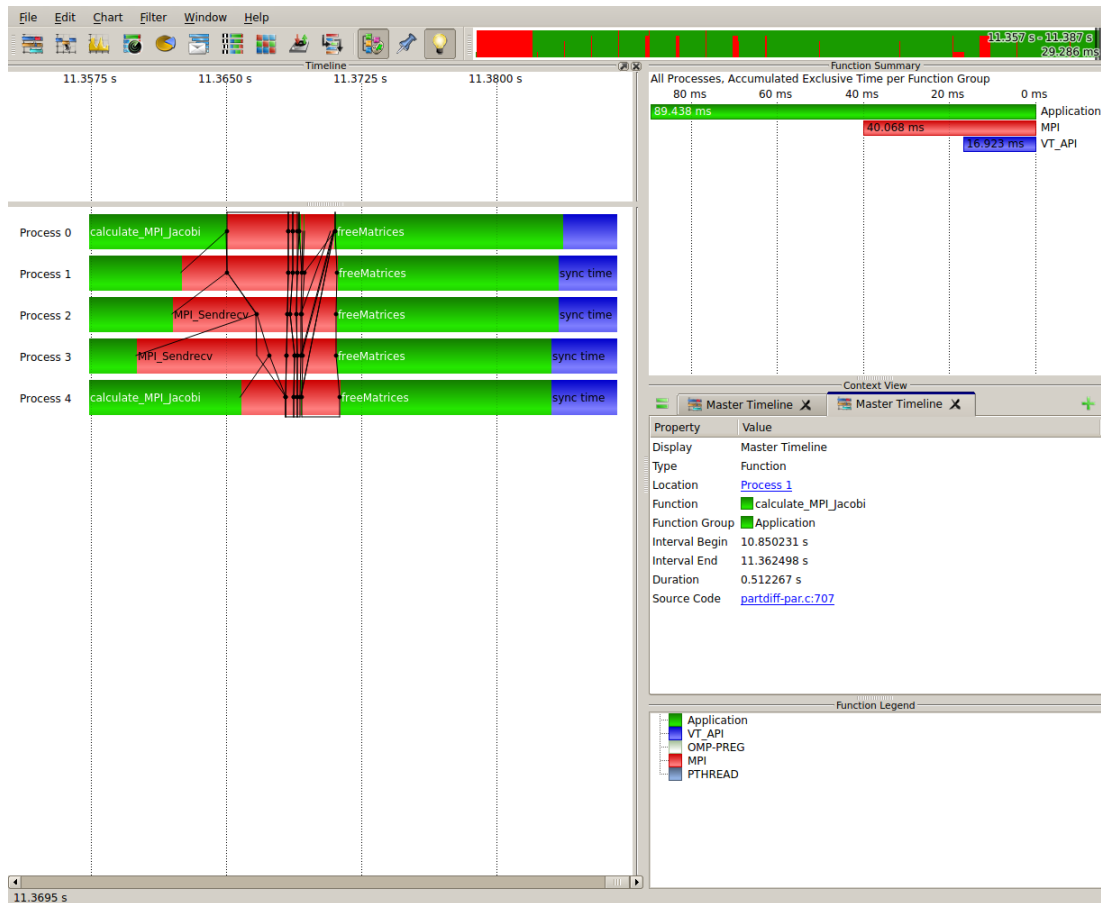 File Edit Chart Filter Window Help
11.357 s - 11.387 s
29.286 ms
Timeline
11.3575 s 11.3650 s 11.3725 s 11.3800 s
Process 0 calculate_MPI_Jacobi freeMatrices
Process 1 freeMatrices sync time
Process 2 MPI_Sendrecv freeMatrices sync time
Process 3 MPI_Sendrecv freeMatrices sync time
Process 4 calculate_MPI_Jacobi freeMatrices sync time
11.3695 s
Function Summary
All Processes, Accumulated Exclusive Time per Function Group
80 ms 60 ms 40 ms 20 ms 0 ms
89.438 ms Application
40.068 ms MPI
16.923 ms VT_API
Context View
Master Timeline Master Timeline
Property Value
Display Master Timeline
Type Function
Location Process 1
Function calculate_MPI_Jacobi
Function Group Application
Interval Begin 10.850231 s
Interval End 11.362498 s
Duration 0.512267 s
Source Code partdiff-par.c:707
Function Legend
Application
VT_API
OMP-PREG
MPI
PTHREAD